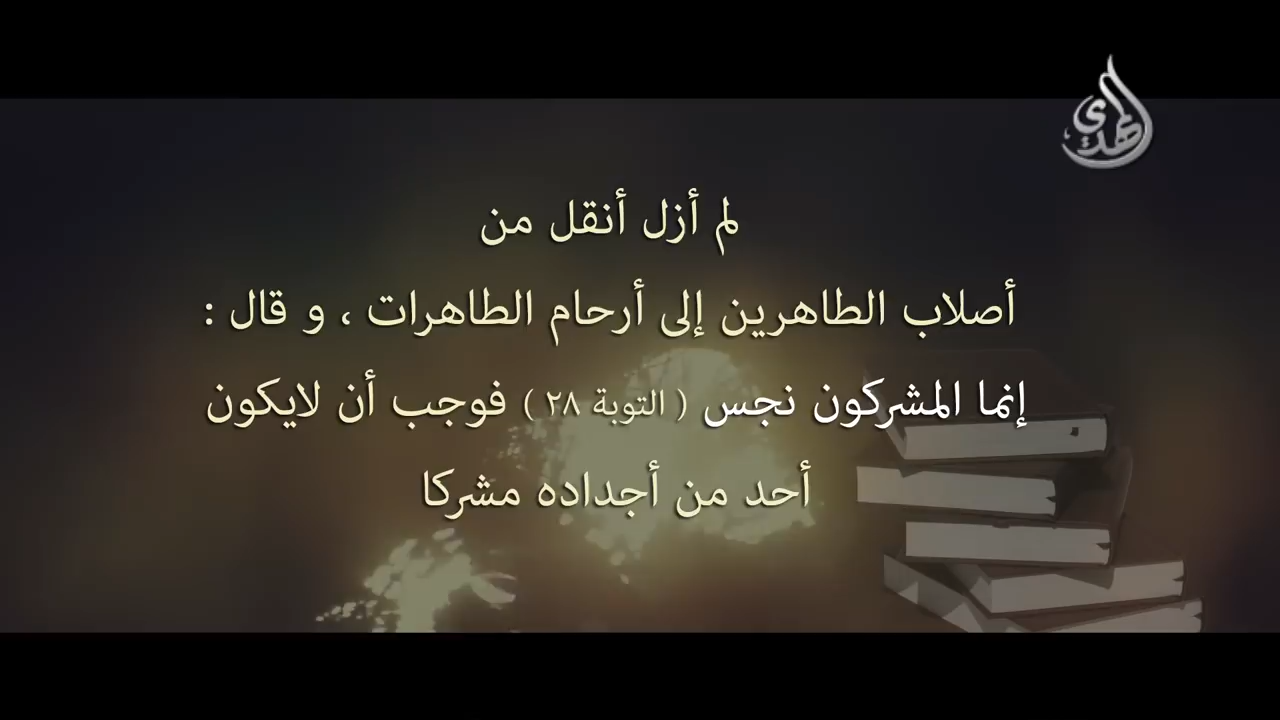 المهدي
لم أزل أنقل من
أصلاب الطاهرين إلى أرحام الطاهرات ، و قال :
إنما المشركون نجس ( التوبة ٢٨ ) فوجب أن لايكون
أحد من أجداده مشركا